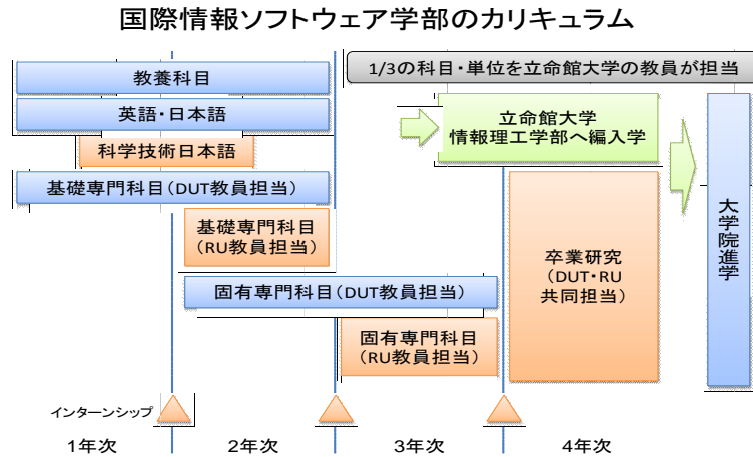 国際情報ソフトウェア学部のカリキュラム
1/3の科目・単位を立命館大学の教員が担当
教養科目
英語・日本語
科学技術日本語
基礎専門科目(DUT教員担当)
基礎専門科目
(RU教員担当)
固有専門科目(DUT教員担当)
固有専門科目
(RU教員担当)
立命館大学
情報理工学部へ編入学
卒業研究
(DUT・RU
共同担当)
大学院進学
インターンシップ
1年次
2年次
3年次
4年次